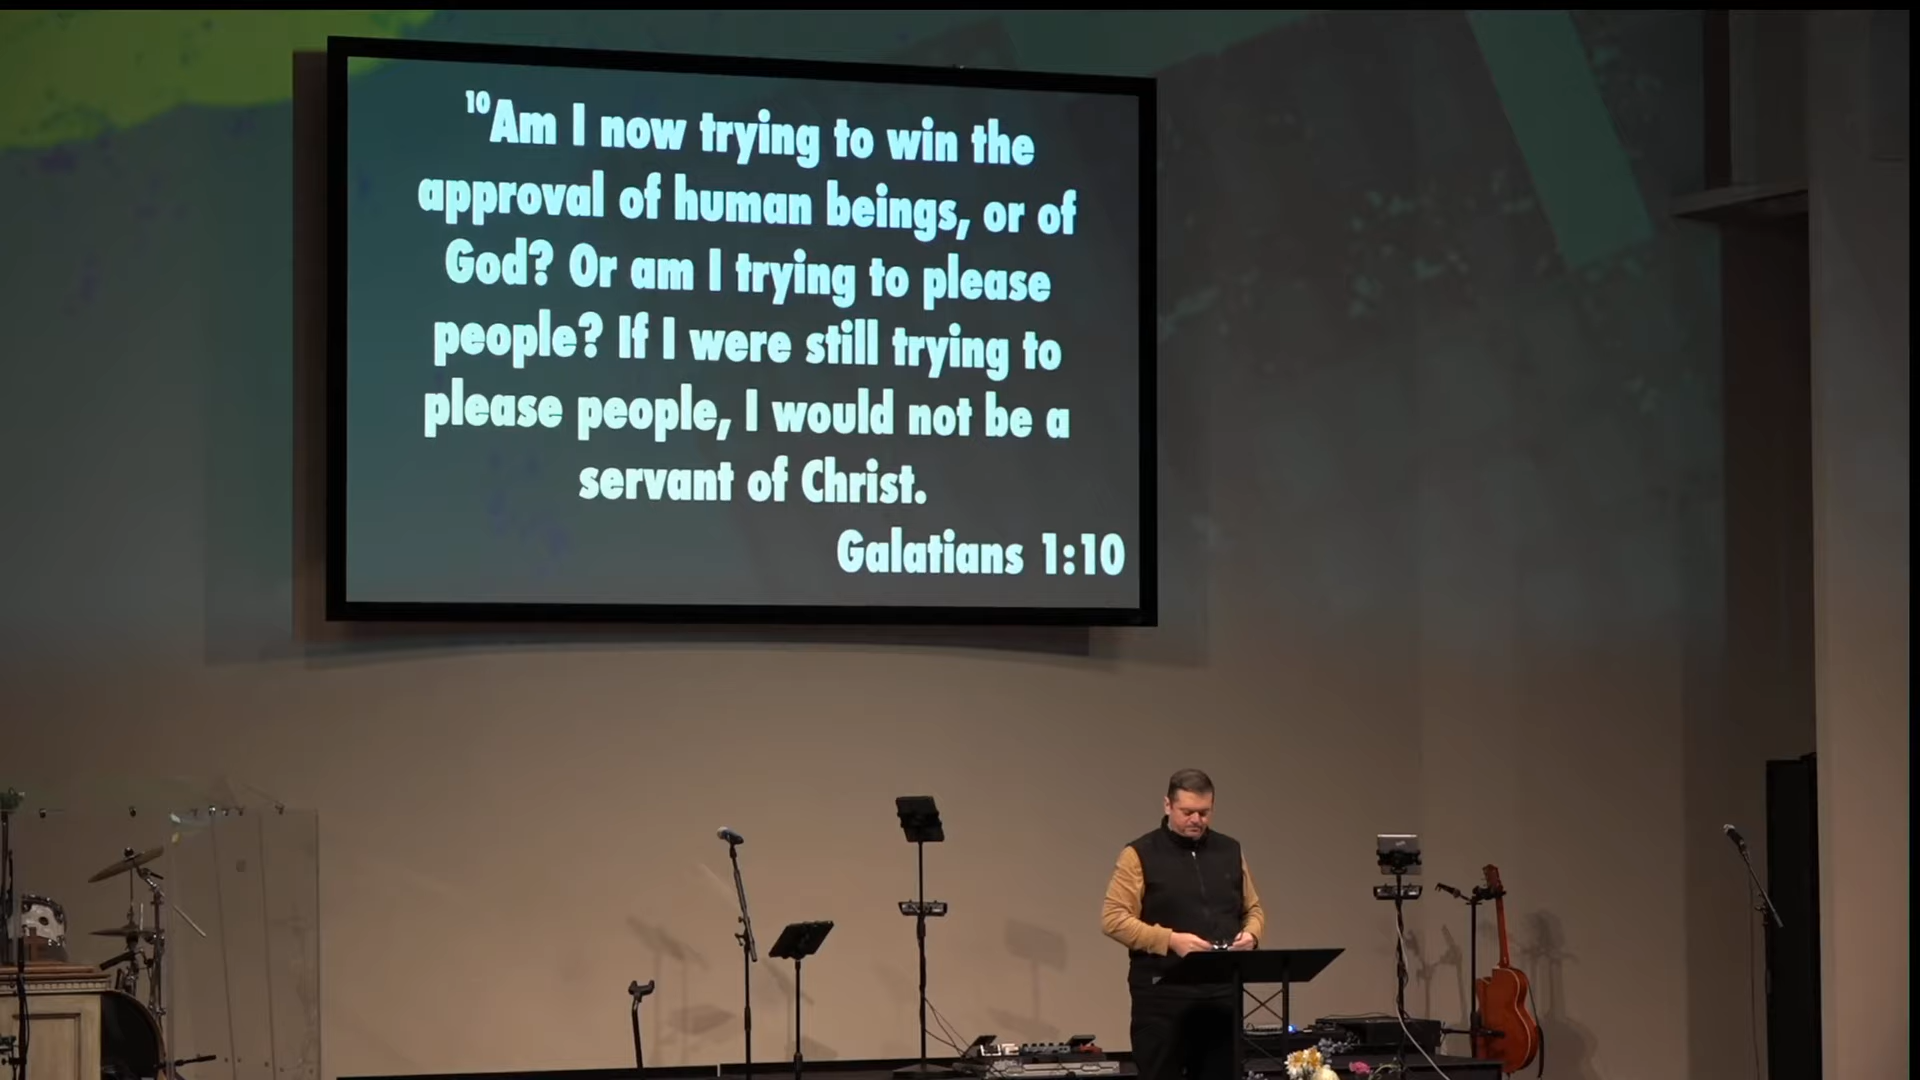 ¹⁰Am I now trying to win the
approval of human beings, or of
God? Or am I trying to please
people? If I were still trying to
please people, I would not be a
servant of Christ.
Galatians 1:10